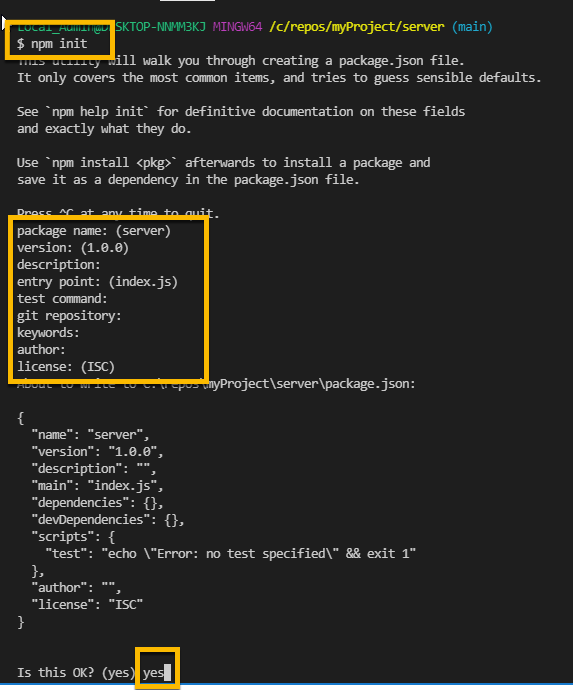 Local_Admin@DESKTOP-NNMM3KJ MINGW64 /c/repos/myProject/server (main)
$ npm init
This utility will walk you through creating a package.json file.
It only covers the most common items, and tries to guess sensible defaults.
See `npm help init` for definitive documentation on these fields
and exactly what they do.
Use `npm install <pkg>` afterwards to install a package and
save it as a dependency in the package.json file.
Press ^C at any time to quit.
package name: (server)
version: (1.0.0)
description:
entry point: (index.js)
test command:
git repository:
keywords:
author:
license: (ISC)
About to write to C:\repos\myProject\server\package.json:
{
  "name": "server",
  "version": "1.0.0",
  "description": "",
  "main": "index.js",
  "dependencies": {},
  "devDependencies": {},
  "scripts": {
    "test": "echo \"Error: no test specified\" && exit 1"
  },
  "author": "",
  "license": "ISC"
}
Is this OK? (yes) yes